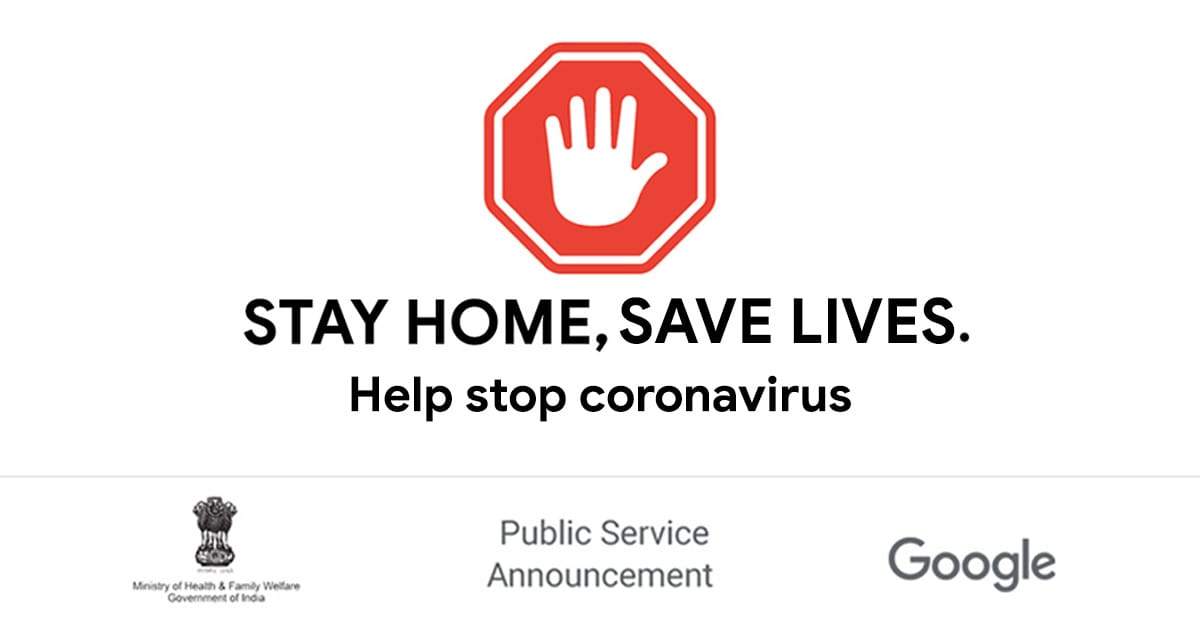 STAY HOME, SAVE LIVES.
Help stop coronavirus
Ministry of Health & Family Welfare
Government of India
Public Service
Announcement
Google